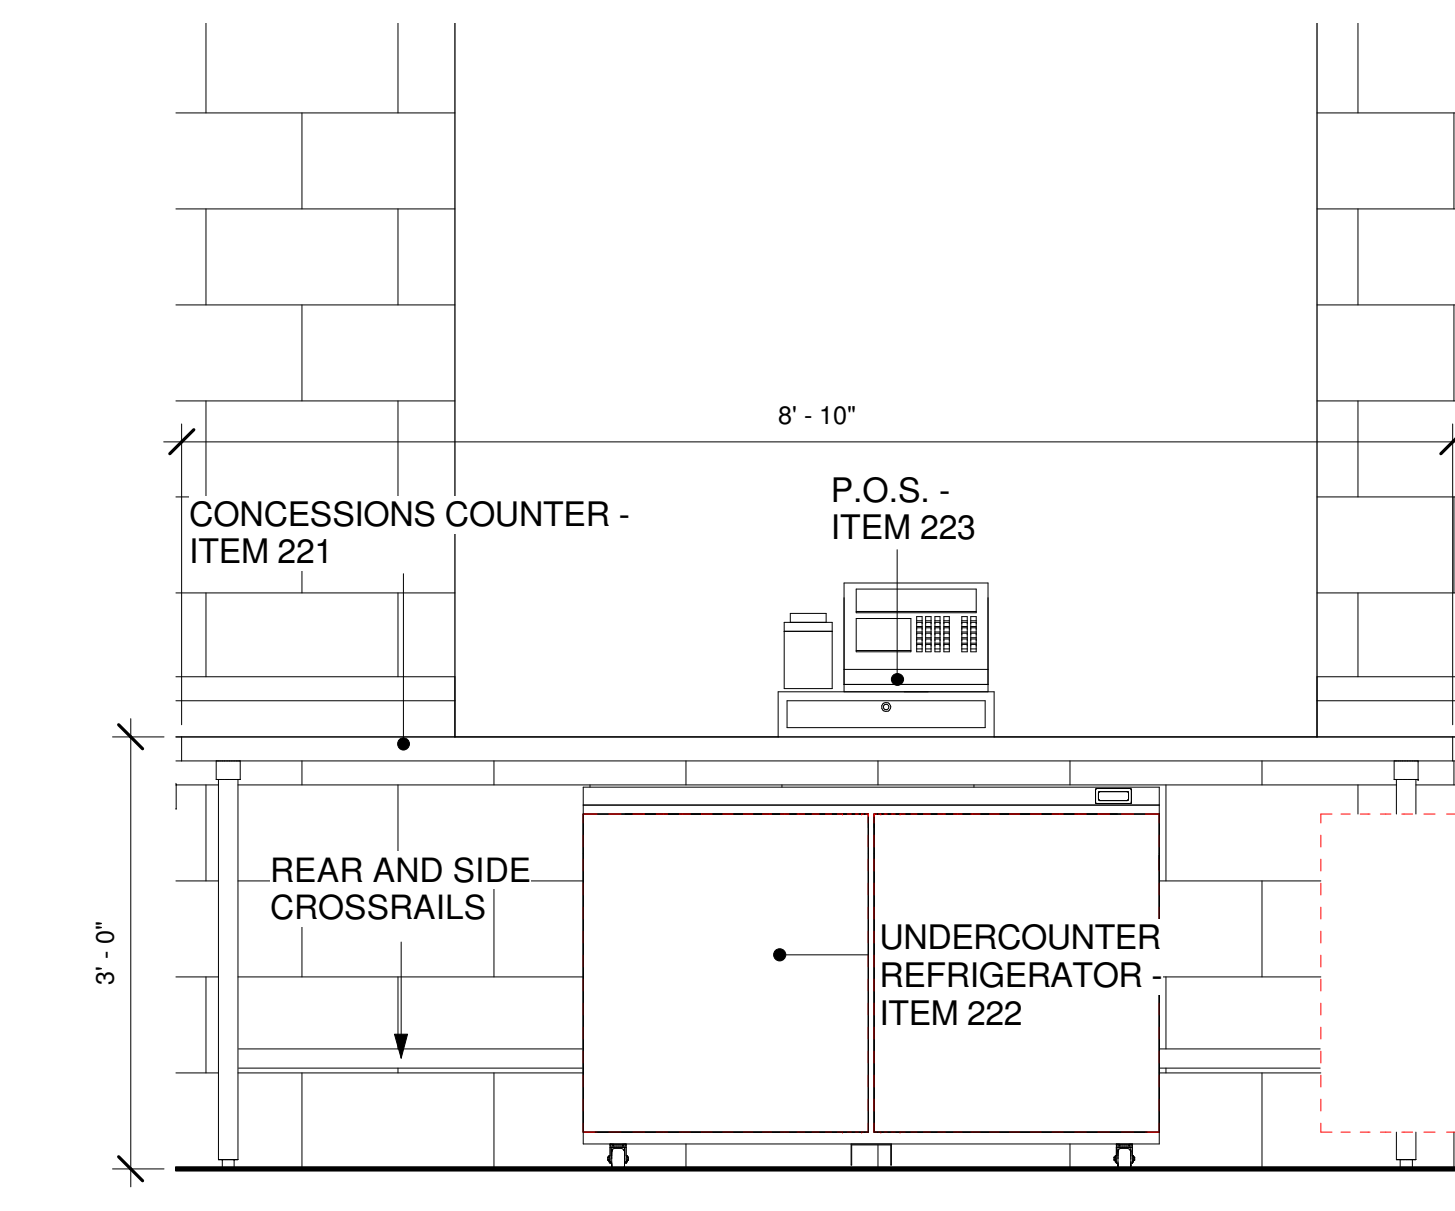 8' - 10"
CONCESSIONS COUNTER -
ITEM 221
P.O.S. -
ITEM 223
REAR AND SIDE
CROSSRAILS
UNDERCOUNTER
REFRIGERATOR -
ITEM 222
3' - 0"